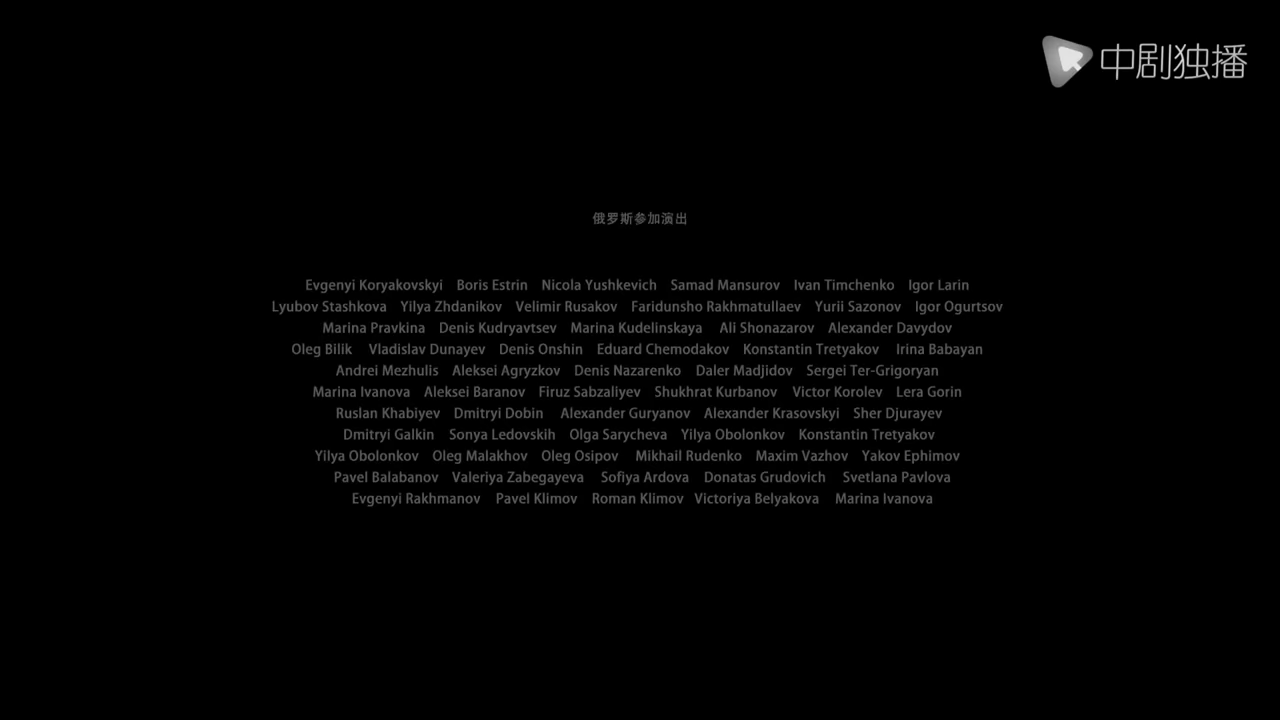 中剧独播
俄罗斯参加演出
Evgenyi Koryakovskyi Boris Estrin Nicola Yushkevich Samad Mansurov Ivan Timchenko Igor Larin
Lyubov Stashkova Yilya Zhdanikov Velimir Rusakov Faridunsho Rakhmatullaev Yurii Sazonov Igor Ogurtsov
Marina Pravkina Denis Kudryavtsev Marina Kudelinskaya Ali Shonazarov Alexander Davydov
Oleg Bilik Vladislav Dunayev Denis Onshin Eduard Chemodakov Konstantin Tretyakov Irina Babayan
Andrei Mezhulis Aleksei Agryzkov Denis Nazarenko Daler Madjidov Sergei Ter-Grigoryan
Marina Ivanova Aleksei Baranov Firuz Sabzaliyev Shukhrat Kurbanov Victor Korolev Lera Gorin
Ruslan Khabiyev Dmitryi Dobin Alexander Guryanov Alexander Krasovskyi Sher Djurayev
Dmitryi Galkin Sonya Ledovskih Olga Sarycheva Yilya Obolonkov Konstantin Tretyakov
Yilya Obolonkov Oleg Malakhov Oleg Osipov Mikhail Rudenko Maxim Vazhov Yakov Ephimov
Pavel Balabanov Valeriya Zabegayeva Sofiya Ardova Donatas Grudovich Svetlana Pavlova
Evgenyi Rakhmanov Pavel Klimov Roman Klimov Victoriya Belyakova Marina Ivanova